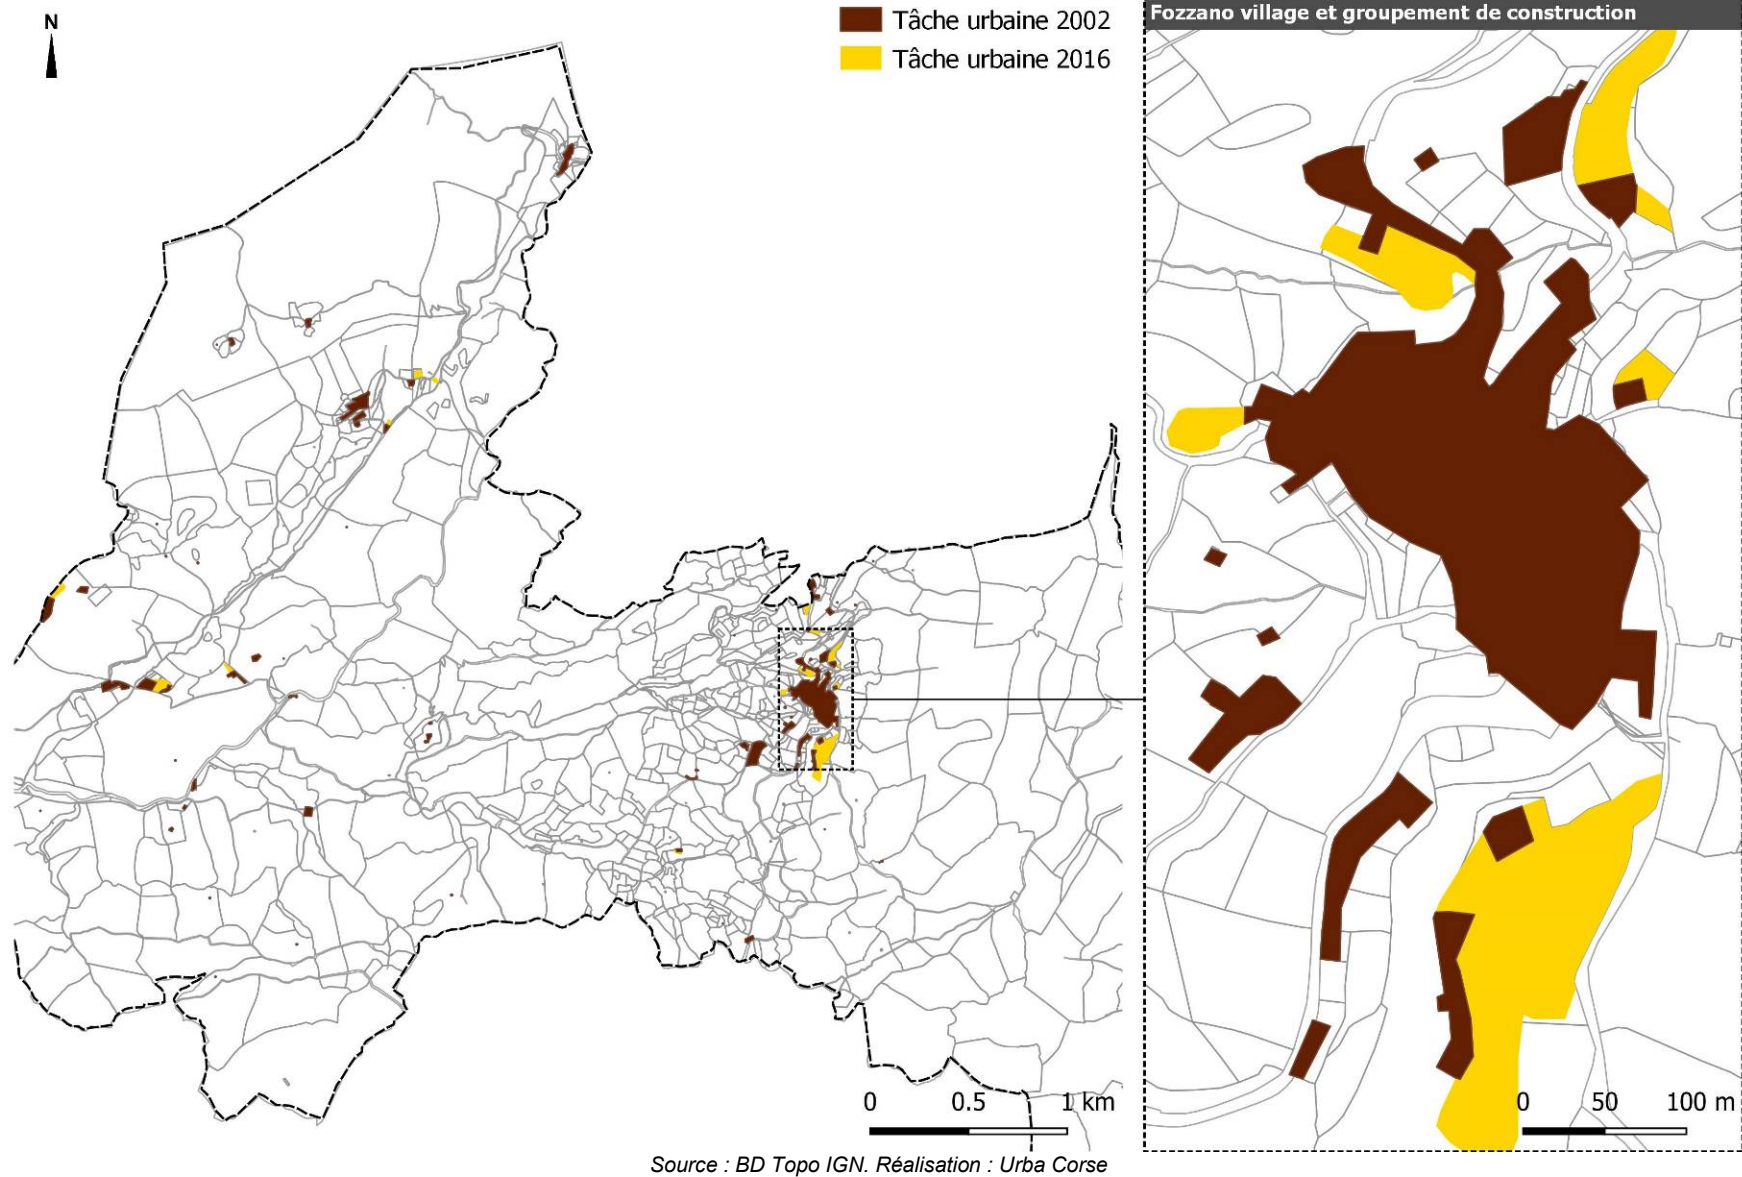 N
Tâche urbaine 2002
Tâche urbaine 2016
Fozzano village et groupement de construction
0 0.5 1 km
0 50 100 m
Source : BD Topo IGN. Réalisation : Urba Corse